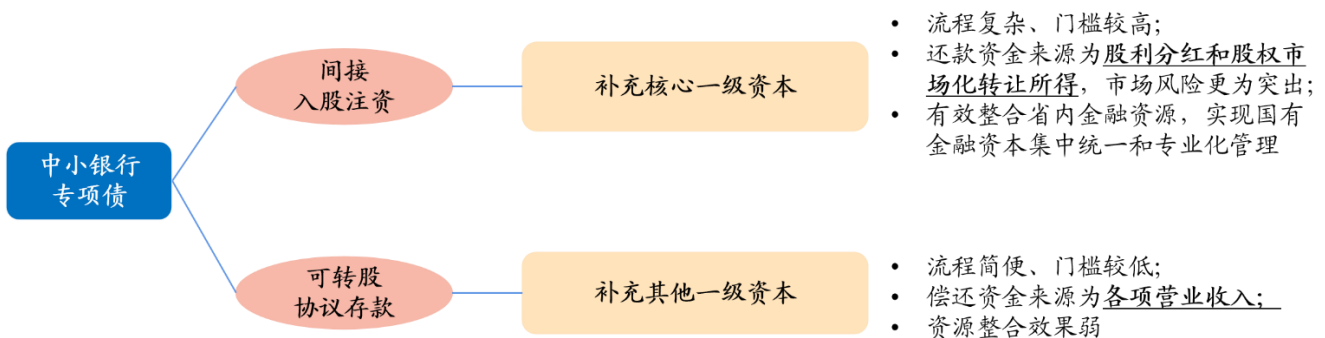 中小银行
专项债
间接
入股注资
补充核心一级资本
• 流程复杂、门槛较高;
• 还款资金来源为股利分红和股权市
场化转让所得，市场风险更为突出;
• 有效整合省内金融资源，实现国有
金融资本集中统一和专业化管理
可转股
协议存款
补充其他一级资本
• 流程简便、门槛较低;
• 偿还资金来源为各项营业收入;
• 资源整合效果弱